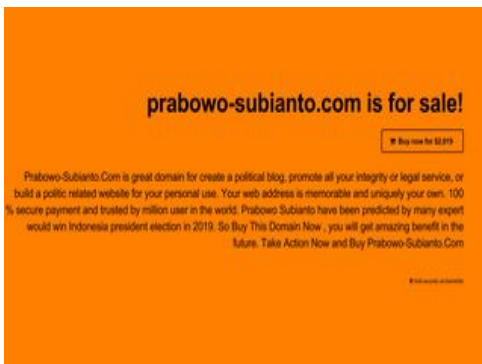 prabowo-subianto.com is for sale!
Buy now for $2,019
Prabowo-Subianto.Com is great domain for create a political blog, promote all your integrity or legal service, or
build a politic related website for your personal use. Your web address is memorable and uniquely your own. 100
% secure payment and trusted by million user in the world. Prabowo Subianto have been predicted by many expert
would win Indonesia president election in 2019. So Buy This Domain Now , you will get amazing benefit in the
future. Take Action Now and Buy Prabowo-Subianto.Com